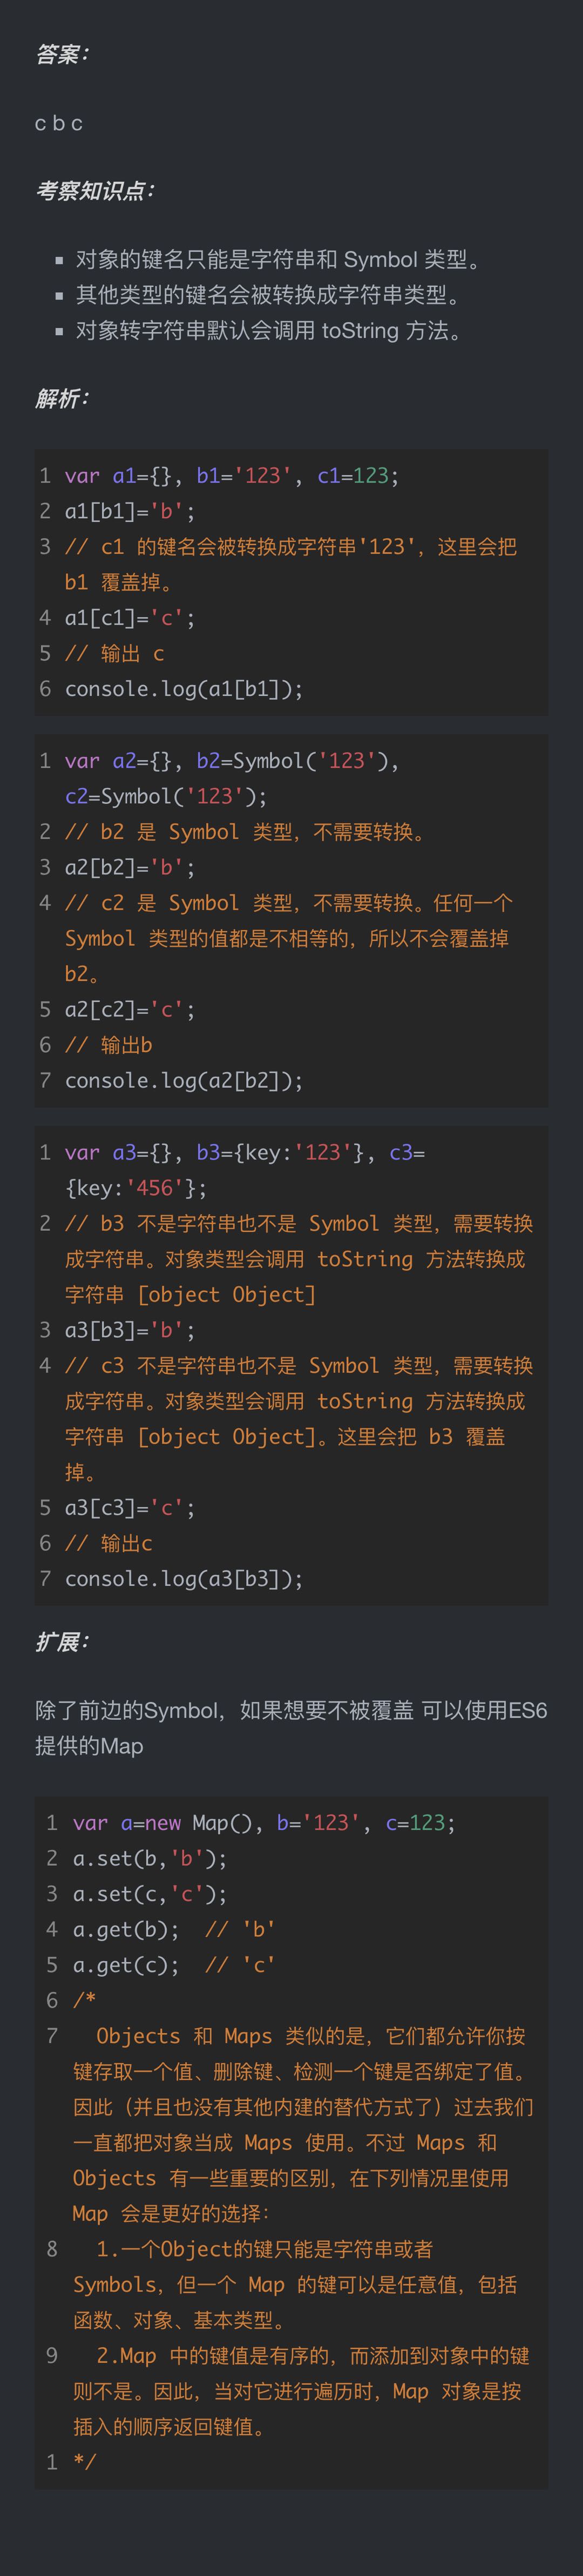 答案：
c b c
考察知识点：
▪ 对象的键名只能是字符串和 Symbol 类型。
▪ 其他类型的键名会被转换成字符串类型。
▪ 对象转字符串默认会调用 toString 方法。
解析：
1 var a1={}, b1='123', c1=123;
2 a1[b1]='b';
3 // c1 的键名会被转换成字符串'123'，这里会把
b1 覆盖掉。
4 a1[c1]='c';
5 // 输出 c
6 console.log(a1[b1]);
1 var a2={}, b2=Symbol('123'),
c2=Symbol('123');
2 // b2 是 Symbol 类型，不需要转换。
3 a2[b2]='b';
4 // c2 是 Symbol 类型，不需要转换。任何一个
Symbol 类型的值都是不相等的，所以不会覆盖掉
b2。
5 a2[c2]='c';
6 // 输出b
7 console.log(a2[b2]);
1 var a3={}, b3={key:'123'}, c3=
{key:'456'};
2 // b3 不是字符串也不是 Symbol 类型，需要转换
成字符串。对象类型会调用 toString 方法转换成
字符串 [object Object]
3 a3[b3]='b';
4 // c3 不是字符串也不是 Symbol 类型，需要转换
成字符串。对象类型会调用 toString 方法转换成
字符串 [object Object]。这里会把 b3 覆盖
掉。
5 a3[c3]='c';
6 // 输出c
7 console.log(a3[b3]);
扩展：
除了前边的Symbol，如果想要不被覆盖 可以使用ES6
提供的Map
1 var a=new Map(), b='123', c=123;
2 a.set(b,'b');
3 a.set(c,'c');
4 a.get(b);  // 'b'
5 a.get(c);  // 'c'
6 /*
7   Objects 和 Maps 类似的是，它们都允许你按
键存取一个值、删除键、检测一个键是否绑定了值。
因此（并且也没有其他内建的替代方式了）过去我们
一直都把对象当成 Maps 使用。不过 Maps 和
Objects 有一些重要的区别，在下列情况里使用
Map 会是更好的选择：
8   1.一个Object的键只能是字符串或者
Symbols，但一个 Map 的键可以是任意值，包括
函数、对象、基本类型。
9   2.Map 中的键值是有序的，而添加到对象中的键
则不是。因此，当对它进行遍历时，Map 对象是按
插入的顺序返回键值。
1 */